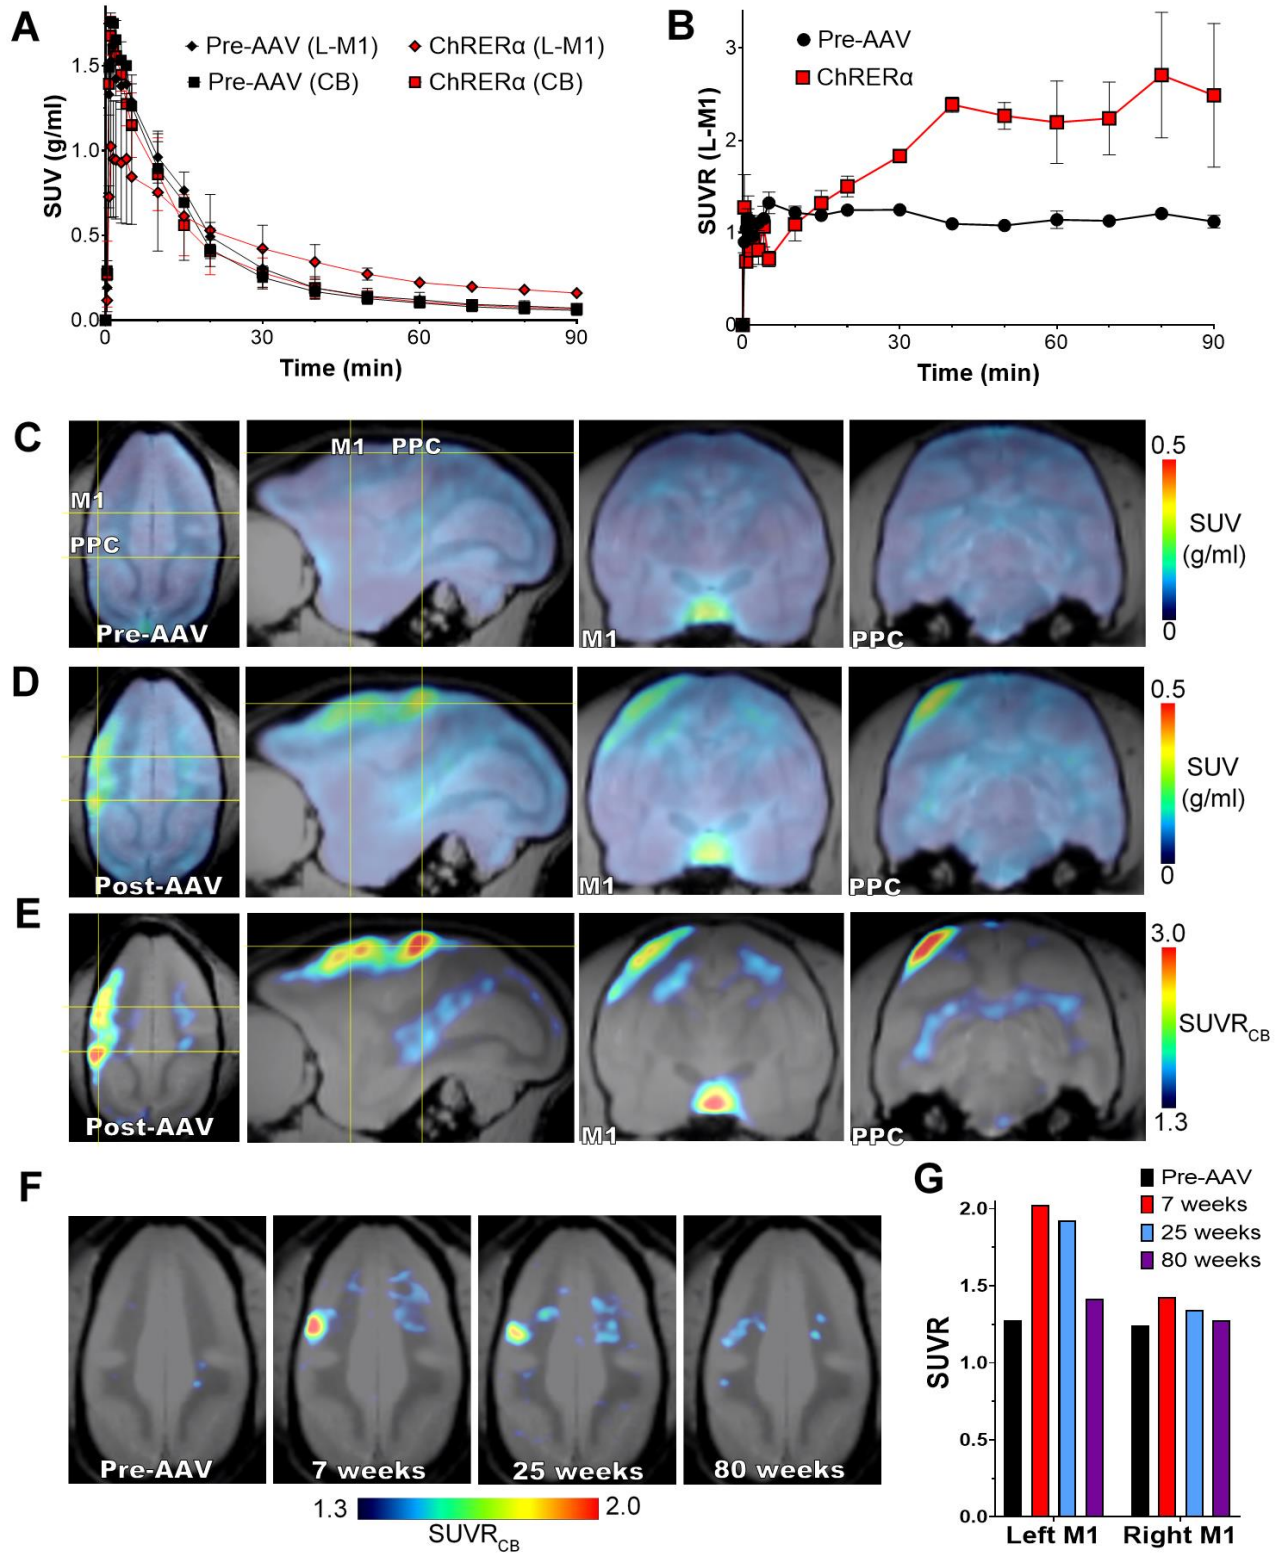 A
Pre-AAV (L-M1)
ChRERα (L-M1)
Pre-AAV (CB)
ChRERα (CB)
SUV (g/ml)
1.5
1.0
0.5
0.0
0 30 60 90
Time (min)
B
Pre-AAV
ChRERα
SUVR (L-M1)
3
2
1
0
0 30 60 90
Time (min)
C
M1
PPC
Pre-AAV
M1 PPC
M1
PPC
0.5
SUV
(g/ml)
0
D
Post-AAV
M1
PPC
0.5
SUV
(g/ml)
0
E
Post-AAV
M1
PPC
3.0
SUVRCB
1.3
F
Pre-AAV
7 weeks
25 weeks
80 weeks
1.3 2.0
SUVRCB
G
Pre-AAV
7 weeks
25 weeks
80 weeks
SUVR
2.0
1.5
1.0
0.5
0.0
Left M1 Right M1